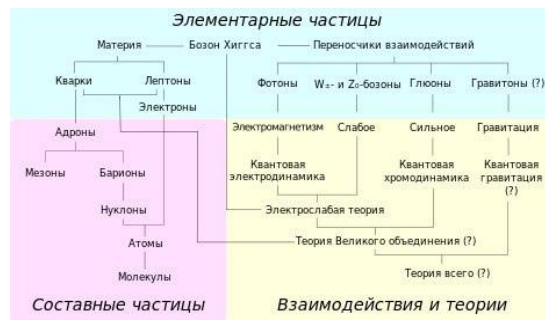 Элементарные частицы
Материя Бозон Хиггса Переносчики взаимодействий
Кварки Лептоны Фотоны W±- и Z0-бозоны Глюоны Гравитоны (?)
Электроны
Адроны Электромагнетизм Слабое Сильное Гравитация
Мезоны Барионы Квантовая электродинамика Квантовая хромодинамика Квантовая гравитация (?)
Нуклоны Электрослабая теория
Атомы Теория Великого объединения (?)
Молекулы Теория всего (?)
Составные частицы Взаимодействия и теории